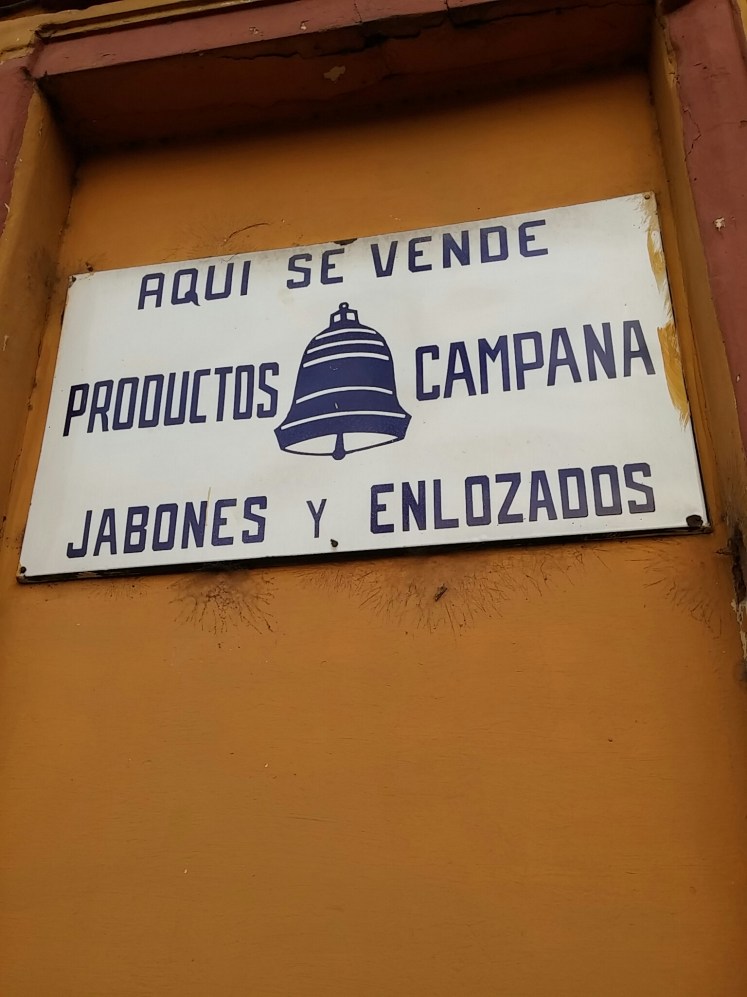 AQUI SE VENDE
PRODUCTOS CAMPANA
JABONES Y ENLOZADOS